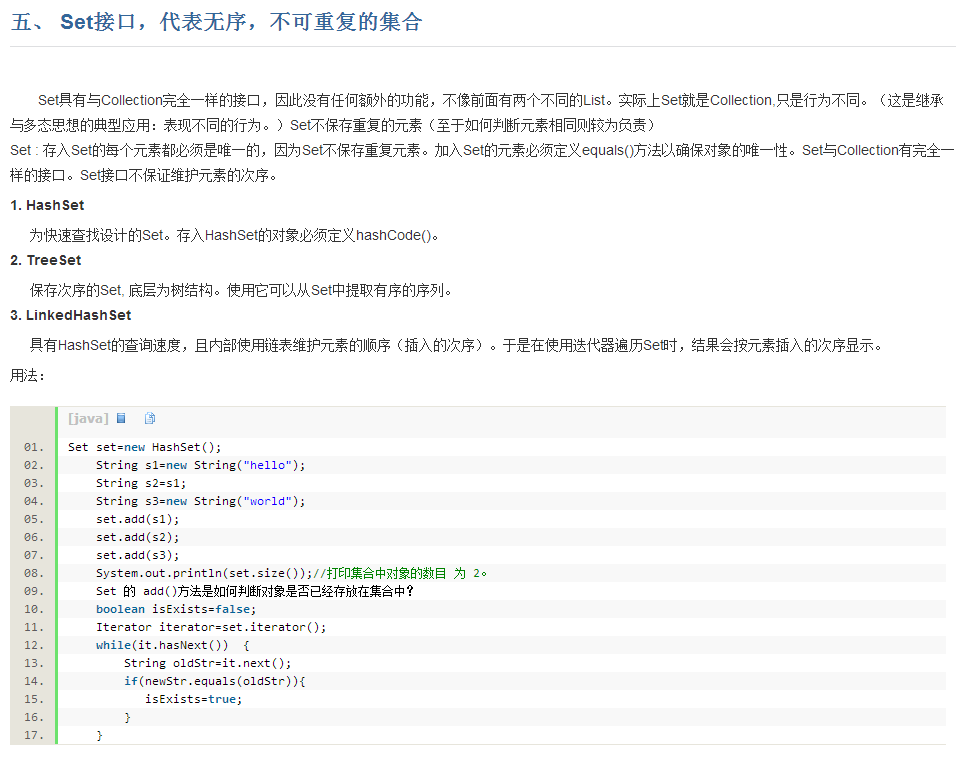 五、 Set接口，代表无序，不可重复的集合
Set具有与Collection完全一样的接口，因此没有任何额外的功能，不像前面有两个不同的List。实际上Set就是Collection,只是行为不同。（这是继承
与多态思想的典型应用：表现不同的行为。）Set不保存重复的元素（至于如何判断元素相同则较为负责）
Set : 存入Set的每个元素都必须是唯一的，因为Set不保存重复元素。加入Set的元素必须定义equals()方法以确保对象的唯一性。Set与Collection有完全一
样的接口。Set接口不保证维护元素的次序。
1. HashSet
为快速查找设计的Set。存入HashSet的对象必须定义hashCode()。
2. TreeSet
保存次序的Set, 底层为树结构。使用它可以从Set中提取有序的序列。
3. LinkedHashSet
具有HashSet的查询速度，且内部使用链表维护元素的顺序（插入的次序）。于是在使用迭代器遍历Set时，结果会按元素插入的次序显示。
用法：
[java]
01. Set set=new HashSet();
02. String s1=new String("hello");
03. String s2=s1;
04. String s3=new String("world");
05. set.add(s1);
06. set.add(s2);
07. set.add(s3);
08. System.out.println(set.size());//打印集合中对象的数目 为 2。
09. Set 的 add()方法是如何判断对象是否已经存放在集合中？
10. boolean isExists=false;
11. Iterator iterator=set.iterator();
12. while(it.hasNext())  {
13. String oldStr=it.next();
14. if(newStr.equals(oldStr)){
15. isExists=true;
16. }
17. }